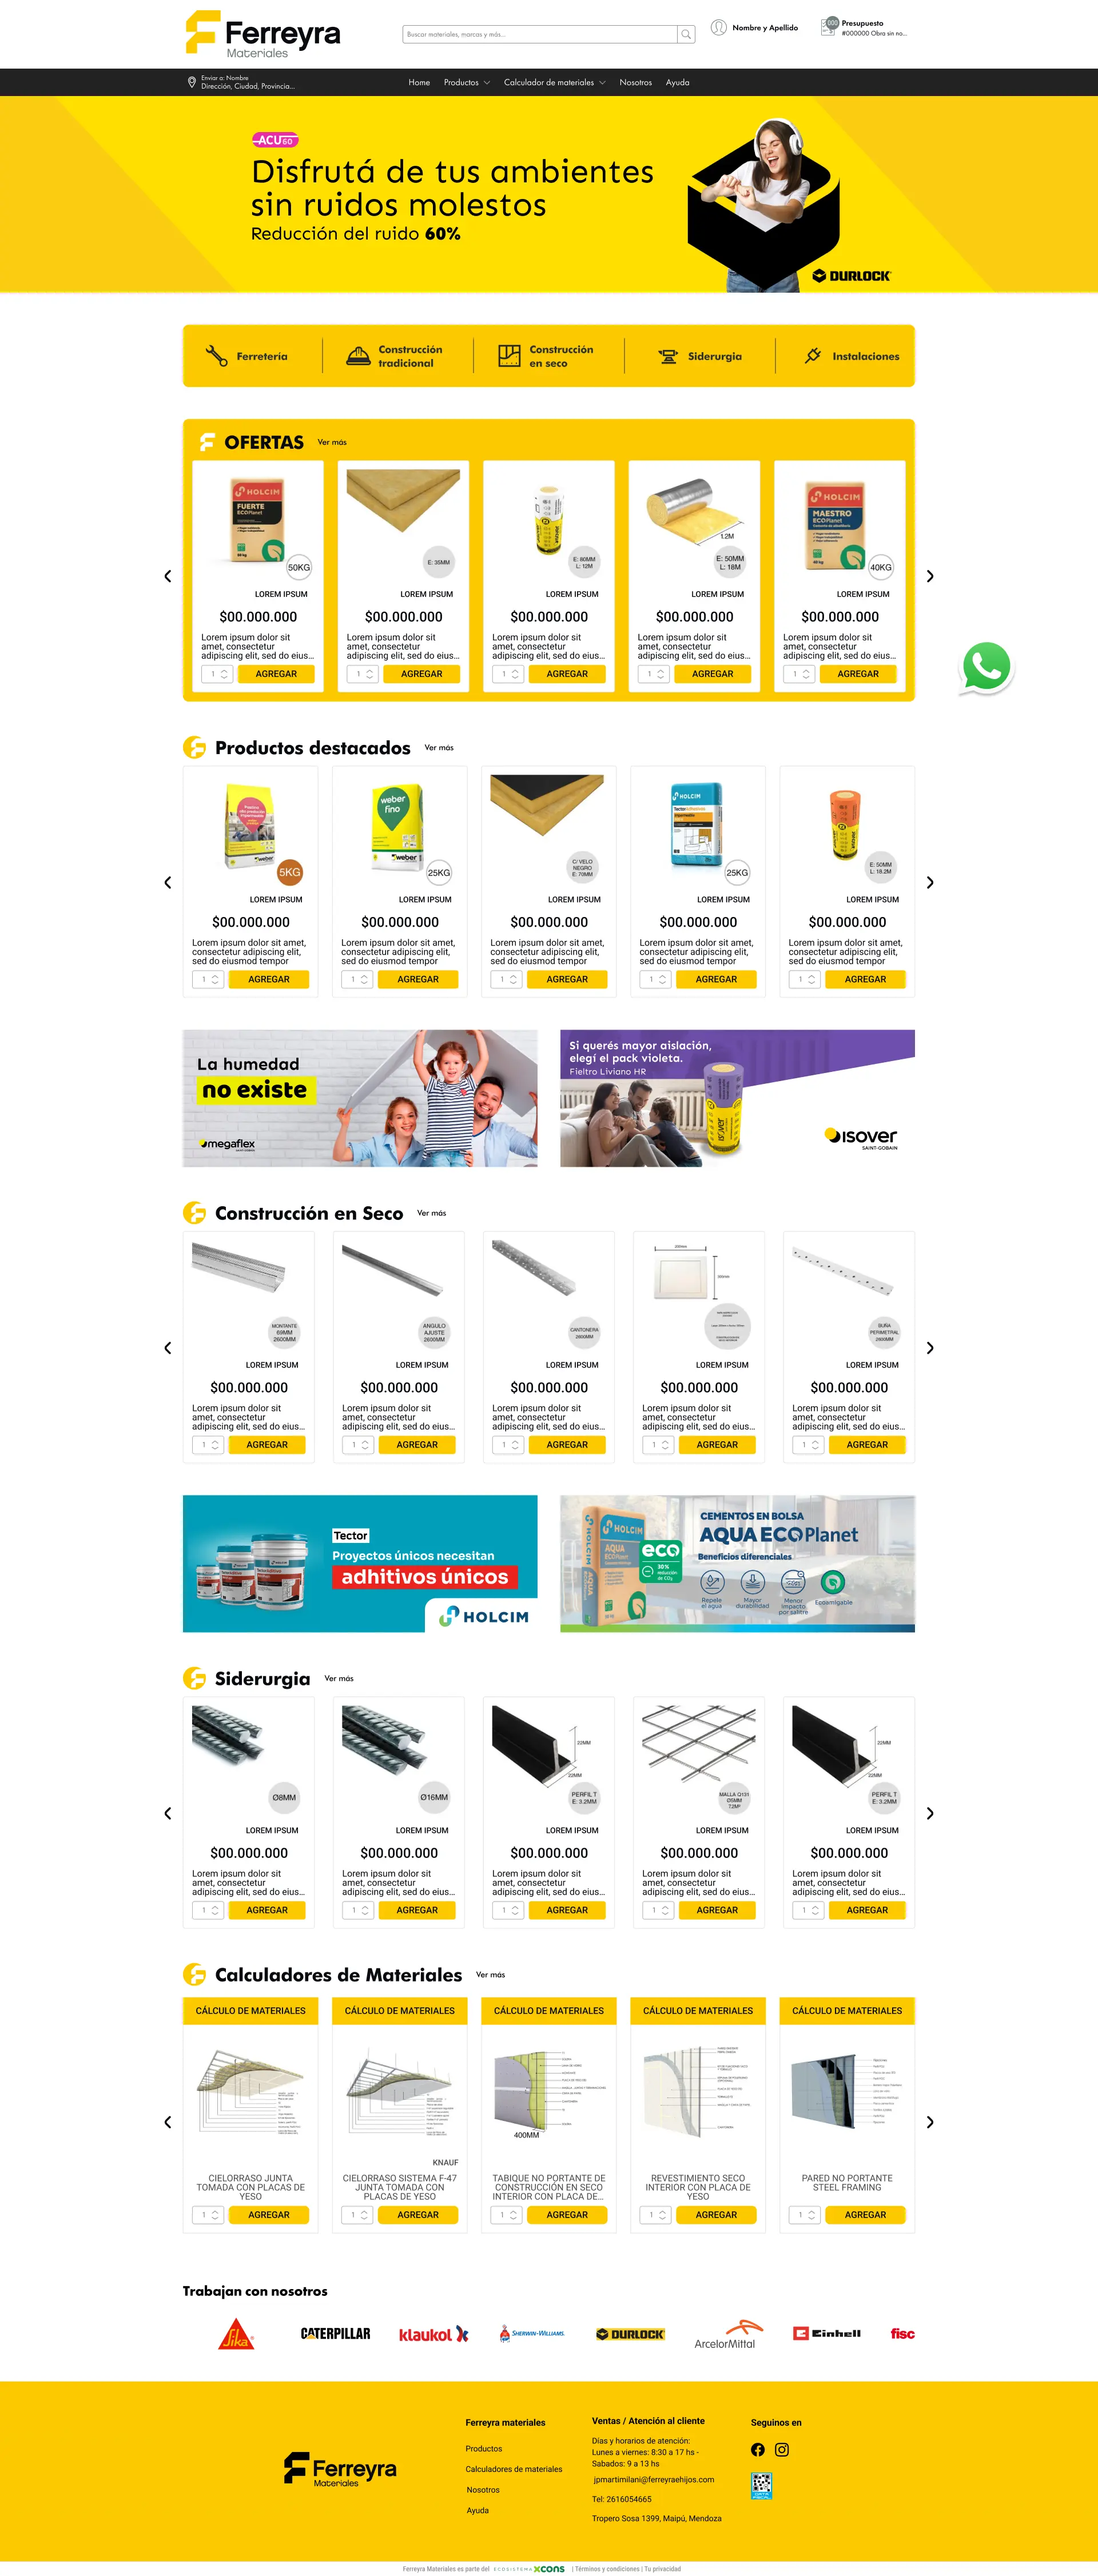 Ferreyra
Materiales
Buscar materiales, marcas y más...
Nombre y Apellido
000
Presupuesto
#000000 Obra sin no...
Enviar a: Nombre
Dirección, Ciudad, Provincia...
Home
Productos
Calculador de materiales
Nosotros
Ayuda
ACU60
Disfrutá de tus ambientes
sin ruidos molestos
Reducción del ruido 60%
DURLOCK
Ferretería
Construcción
tradicional
Construcción
en seco
Siderurgia
Instalaciones
OFERTAS
Ver más
HOLCIM
FUERTE
ECOPlanet
50KG
LOREM IPSUM
$00.000.000
Lorem ipsum dolor sit
amet, consectetur
adipiscing elit, sed do eius...
1
AGREGAR
E: 35MM
LOREM IPSUM
$00.000.000
Lorem ipsum dolor sit
amet, consectetur
adipiscing elit, sed do eius...
1
AGREGAR
isover
E: 80MM
L: 12M
LOREM IPSUM
$00.000.000
Lorem ipsum dolor sit
amet, consectetur
adipiscing elit, sed do eius...
1
AGREGAR
1.2M
E: 50MM
L: 18M
LOREM IPSUM
$00.000.000
Lorem ipsum dolor sit
amet, consectetur
adipiscing elit, sed do eius...
1
AGREGAR
HOLCIM
MAESTRO
ECOPlanet
40KG
LOREM IPSUM
$00.000.000
Lorem ipsum dolor sit
amet, consectetur
adipiscing elit, sed do eius...
1
AGREGAR
Productos destacados
Ver más
weber
5KG
LOREM IPSUM
$00.000.000
Lorem ipsum dolor sit amet,
consectetur adipiscing elit,
sed do eiusmod tempor
1
AGREGAR
weber
fino
weber
25KG
LOREM IPSUM
$00.000.000
Lorem ipsum dolor sit amet,
consectetur adipiscing elit,
sed do eiusmod tempor
1
AGREGAR
C/ VELO
NEGRO
E: 70MM
LOREM IPSUM
$00.000.000
Lorem ipsum dolor sit amet,
consectetur adipiscing elit,
sed do eiusmod tempor
1
AGREGAR
HOLCIM
25KG
LOREM IPSUM
$00.000.000
Lorem ipsum dolor sit amet,
consectetur adipiscing elit,
sed do eiusmod tempor
1
AGREGAR
E: 50MM
L: 18.2M
LOREM IPSUM
$00.000.000
Lorem ipsum dolor sit amet,
consectetur adipiscing elit,
sed do eiusmod tempor
1
AGREGAR
La humedad
no existe
megaflex
Si querés mayor aislación,
elegí el pack violeta.
Fieltro Liviano HR
isover
isover
SAINT-GOBAIN
Construcción en Seco
Ver más
MONTANTE
69MM
2600MM
LOREM IPSUM
$00.000.000
Lorem ipsum dolor sit
amet, consectetur
adipiscing elit, sed do eius...
1
AGREGAR
ANGULO
AJUSTE
2600MM
LOREM IPSUM
$00.000.000
Lorem ipsum dolor sit
amet, consectetur
adipiscing elit, sed do eius...
1
AGREGAR
CANTONERA
2600MM
LOREM IPSUM
$00.000.000
Lorem ipsum dolor sit
amet, consectetur
adipiscing elit, sed do eius...
1
AGREGAR
LOREM IPSUM
$00.000.000
Lorem ipsum dolor sit
amet, consectetur
adipiscing elit, sed do eius...
1
AGREGAR
BUÑA
PERIMETRAL
LOREM IPSUM
$00.000.000
Lorem ipsum dolor sit
amet, consectetur
adipiscing elit, sed do eius...
1
AGREGAR
Tector
Proyectos únicos necesitan
adhitivos únicos
HOLCIM
HOLCIM
AQUA
ECOPlanet
eco
30%
reducción
de CO₂
CEMENTOS EN BOLSA
AQUA ECOPlanet
Beneficios diferenciales
Repele
el agua
Mayor
durabilidad
Menor
impacto
por salitre
Ecoamigable
Siderurgia
Ver más
Ø8MM
LOREM IPSUM
$00.000.000
Lorem ipsum dolor sit
amet, consectetur
adipiscing elit, sed do eius...
1
AGREGAR
Ø16MM
LOREM IPSUM
$00.000.000
Lorem ipsum dolor sit
amet, consectetur
adipiscing elit, sed do eius...
1
AGREGAR
22MM
22MM
PERFIL T
E: 3.2MM
LOREM IPSUM
$00.000.000
Lorem ipsum dolor sit
amet, consectetur
adipiscing elit, sed do eius...
1
AGREGAR
MALLA Q131
Ø5MM
7.2M²
LOREM IPSUM
$00.000.000
Lorem ipsum dolor sit
amet, consectetur
adipiscing elit, sed do eius...
1
AGREGAR
22MM
22MM
PERFIL T
E: 3.2MM
LOREM IPSUM
$00.000.000
Lorem ipsum dolor sit
amet, consectetur
adipiscing elit, sed do eius...
1
AGREGAR
Calculadores de Materiales
Ver más
CÁLCULO DE MATERIALES
CIELORRASO JUNTA
TOMADA CON PLACAS DE
YESO
1
AGREGAR
CÁLCULO DE MATERIALES
KNAUF
CIELORRASO SISTEMA F-47
JUNTA TOMADA CON
PLACAS DE YESO
1
AGREGAR
CÁLCULO DE MATERIALES
400MM
TABIQUE NO PORTANTE DE
CONSTRUCCIÓN EN SECO
INTERIOR CON PLACA DE...
1
AGREGAR
CÁLCULO DE MATERIALES
REVESTIMIENTO SECO
INTERIOR CON PLACA DE
YESO
1
AGREGAR
CÁLCULO DE MATERIALES
PARED NO PORTANTE
STEEL FRAMING
1
AGREGAR
Trabajan con nosotros
Sika
CATERPILLAR
klaukol
SHERWIN-WILLIAMS.
DURLOCK
ArcelorMittal
Einhell
fisc
Ferreyra
Materiales
Ferreyra materiales
Productos
Calculadores de materiales
Nosotros
Ayuda
Ventas / Atención al cliente
Días y horarios de atención:
Lunes a viernes: 8:30 a 17 hs -
Sabados: 9 a 13 hs
jpmartimilani@ferreyraehijos.com
Tel: 2616054665
Tropero Sosa 1399, Maipú, Mendoza
Seguinos en
Ferreyra Materiales es parte del ECOSISTEMA xcons | Términos y condiciones | Tu privacidad